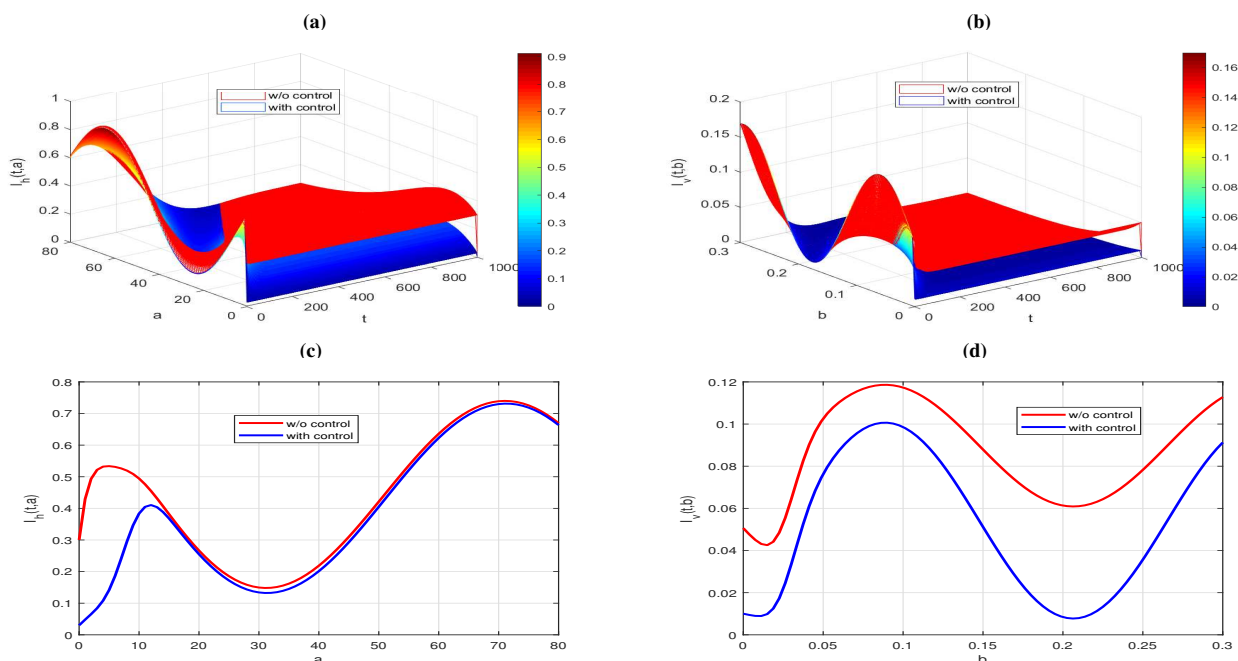 (a)
(b)
w/o control
with control
I_h(t,a)
1
0.8
0.6
0.4
0.2
0
80
60
40
20
0
a
0
200
400
600
800
1000
t
0.9
0.8
0.7
0.6
0.5
0.4
0.3
0.2
0.1
0
w/o control
with control
I_v(t,b)
0.2
0.15
0.1
0.05
0
0.3
0.2
0.1
0
b
0
200
400
600
800
1000
t
0.16
0.14
0.12
0.1
0.08
0.06
0.04
0.02
0
(c)
(d)
w/o control
with control
I_h(t,a)
0.8
0.7
0.6
0.5
0.4
0.3
0.2
0.1
0
0 10 20 30 40 50 60 70 80
a
w/o control
with control
I_v(t,b)
0.12
0.1
0.08
0.06
0.04
0.02
0
0 0.05 0.1 0.15 0.2 0.25 0.3
b